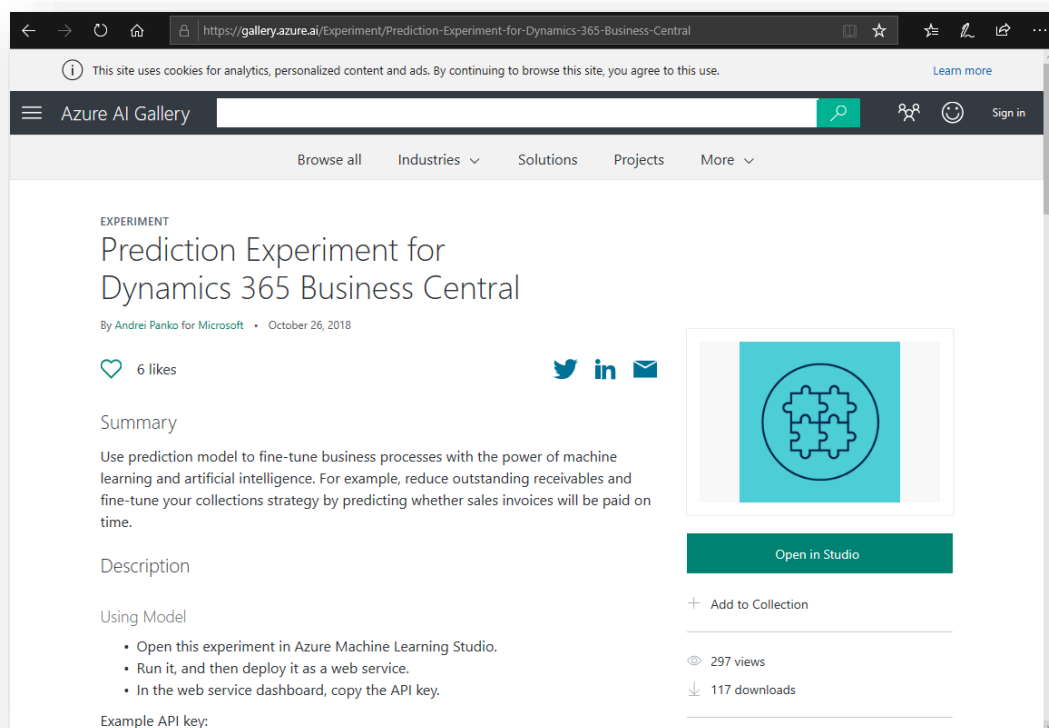 https://gallery.azure.ai/Experiment/Prediction-Experiment-for-Dynamics-365-Business-Central
This site uses cookies for analytics, personalized content and ads. By continuing to browse this site, you agree to this use.
Learn more
Azure AI Gallery
Sign in
Browse all
Industries
Solutions
Projects
More
EXPERIMENT
Prediction Experiment for
Dynamics 365 Business Central
By Andrei Panko for Microsoft • October 26, 2018
6 likes
Summary
Use prediction model to fine-tune business processes with the power of machine
learning and artificial intelligence. For example, reduce outstanding receivables and
fine-tune your collections strategy by predicting whether sales invoices will be paid on
time.
Description
Using Model
• Open this experiment in Azure Machine Learning Studio.
• Run it, and then deploy it as a web service.
• In the web service dashboard, copy the API key.
Example API key:
Open in Studio
Add to Collection
297 views
117 downloads